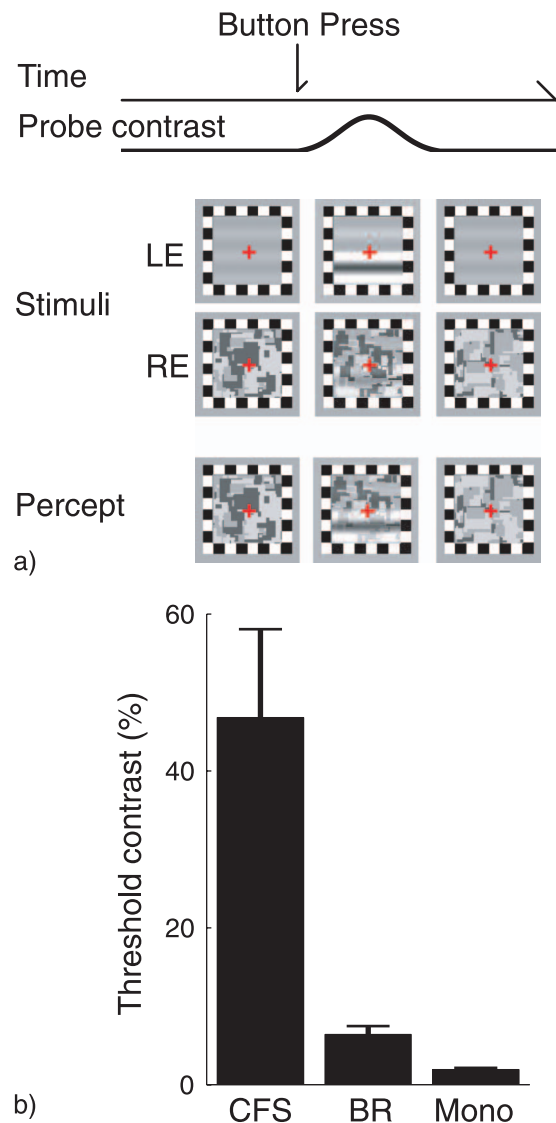 Button Press
Time
Probe contrast
LE
Stimuli
RE
Percept
a)
Threshold contrast (%)
60
40
20
0
CFS BR Mono
b)